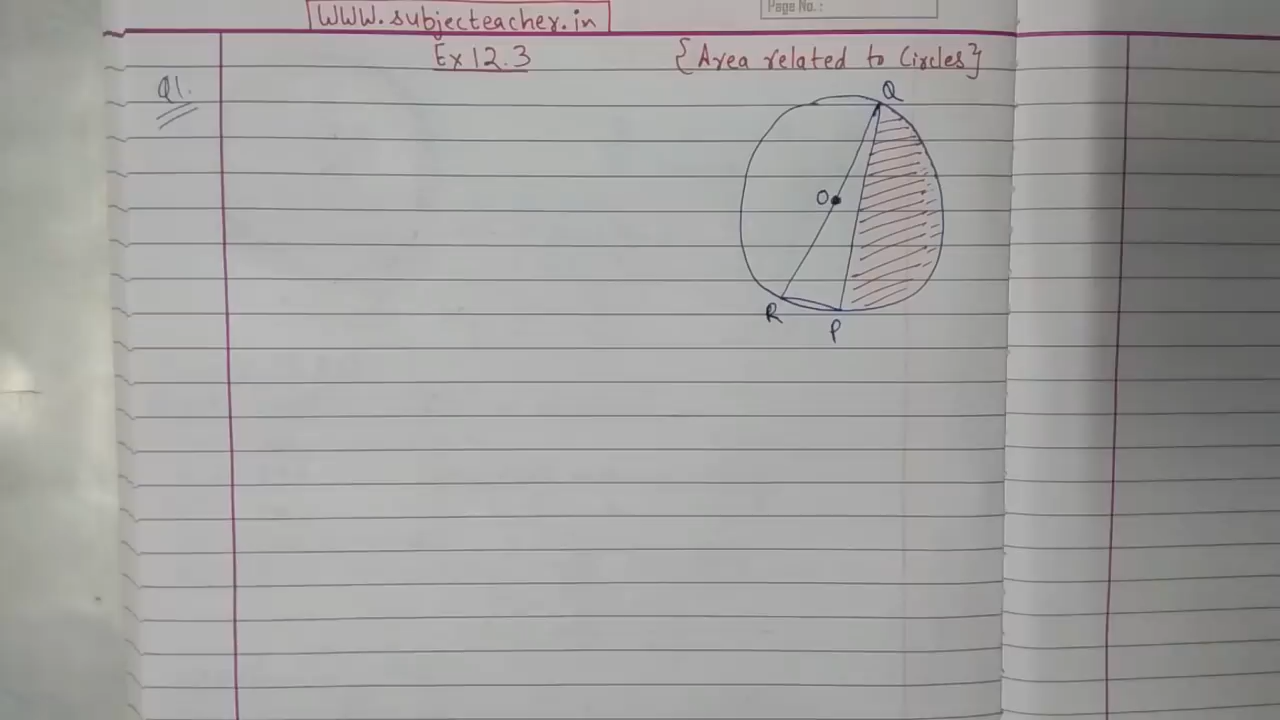 WWW.subjecteacher.in
Page No.:
Ex 12.3
{Area related to Circles}
Q1.
Q
O
R
P